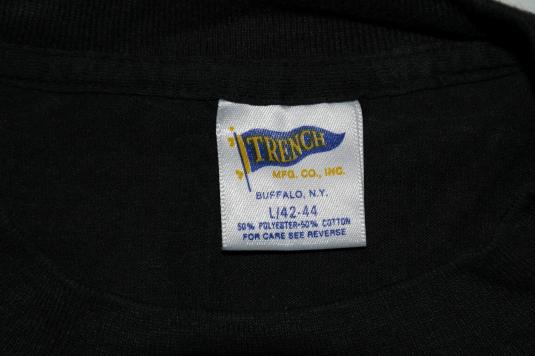 TRENCH
MFG. CO., INC.
BUFFALO, N.Y.
L/42-44
50% POLYESTER-50% COTTON
FOR CARE SEE REVERSE